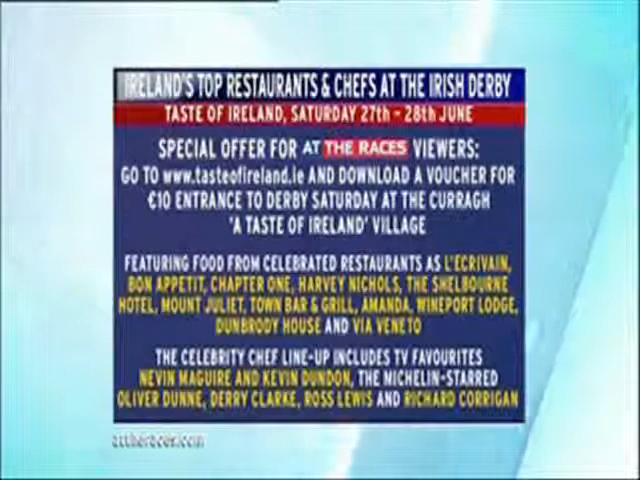 IRELAND'S TOP RESTAURANTS & CHEFS AT THE IRISH DERBY
TASTE OF IRELAND, SATURDAY 27th - 28th JUNE
SPECIAL OFFER FOR AT THE RACES VIEWERS:
GO TO www.tasteofireland.ie AND DOWNLOAD A VOUCHER FOR
€10 ENTRANCE TO DERBY SATURDAY AT THE CURRAGH
'A TASTE OF IRELAND' VILLAGE
FEATURING FOOD FROM CELEBRATED RESTAURANTS AS L'ECRIVAIN,
BON APPETIT, CHAPTER ONE, HARVEY NICHOLS, THE SHELBOURNE
HOTEL, MOUNT JULIET, TOWN BAR & GRILL, AMANDA, WINEPORT LODGE,
DUNBRODY HOUSE AND VIA VENETO
THE CELEBRITY CHEF LINE-UP INCLUDES TV FAVOURITES
NEVIN MAGUIRE AND KEVIN DUNDON, THE MICHELIN-STARRED
OLIVER DUNNE, DERRY CLARKE, ROSS LEWIS AND RICHARD CORRIGAN
attheraces.com